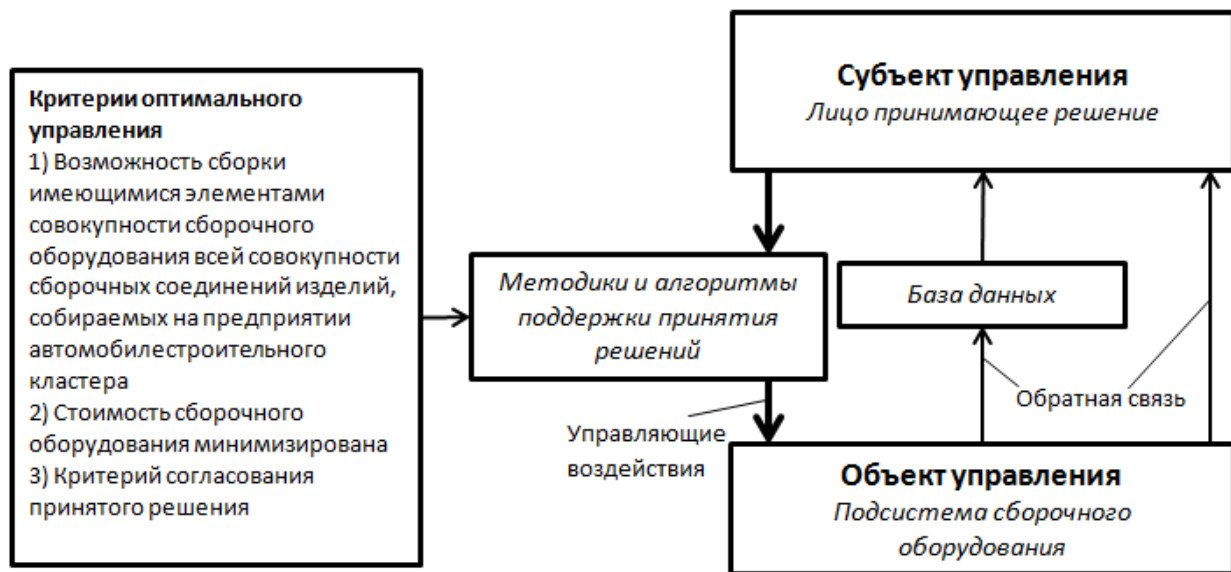 Критерии оптимального
управления
1) Возможность сборки
имеющимися элементами
совокупности сборочного
оборудования всей совокупности
сборочных соединений изделий,
собираемых на предприятии
автомобилестроительного
кластера
2) Стоимость сборочного
оборудования минимизирована
3) Критерий согласования
принятого решения
Субъект управления
Лицо принимающее решение
Методики и алгоритмы
поддержки принятия
решений
База данных
Обратная связь
Управляющие
воздействия
Объект управления
Подсистема сборочного
оборудования